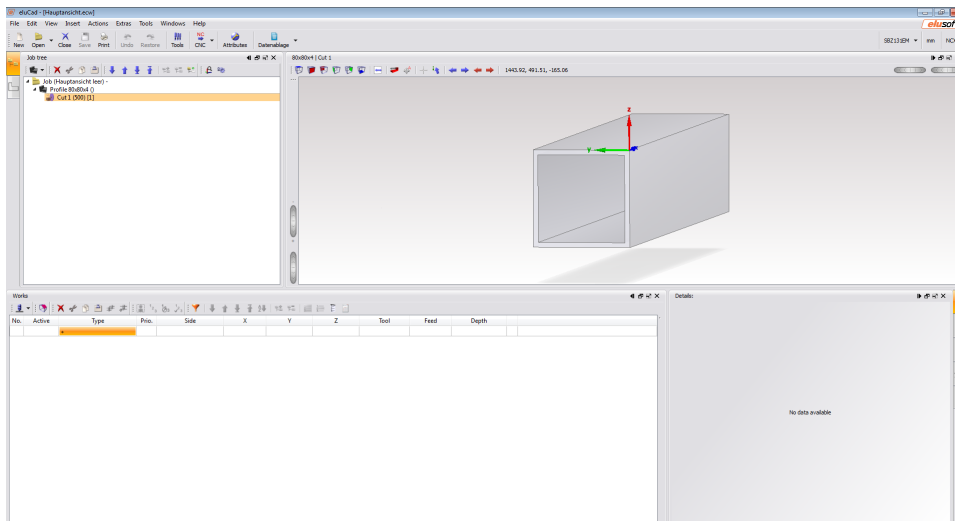 eluCad - [Hauptansicht.ecw]
File Edit View Insert Actions Extras Tools Windows Help
elusoft
New Open Close Save Print Undo Restore Tools CNC Attributes Datenablage
SBZ131EM mm
Job tree
80x80x4 | Cut 1
1443.92, 491.51, -165.06
Job (Hauptansicht leer) -
Profile 80x80x4 ()
Cut 1 (500) [1]
z
Y
Works
Details:
No. Active Type Prio. Side X Y Z Tool Feed Depth
No data available